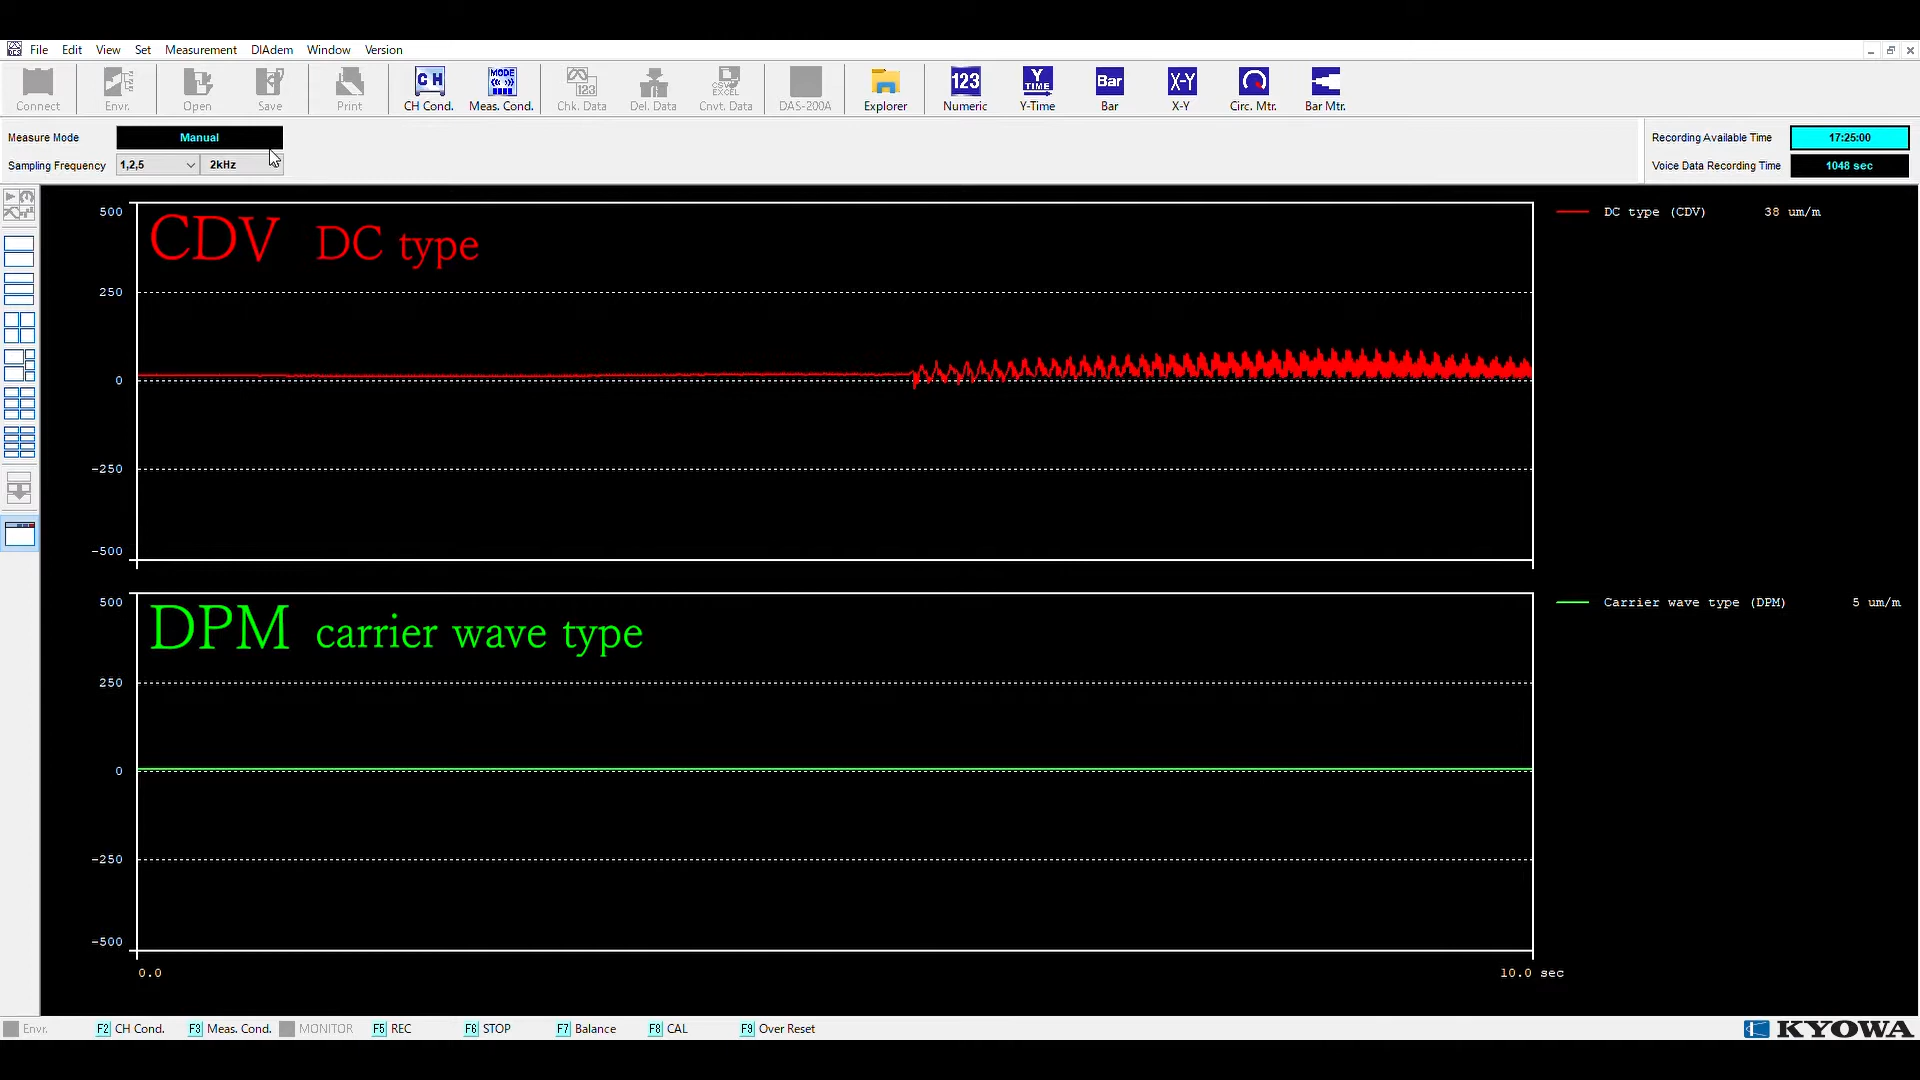 File Edit View Set Measurement DIAdem Window Version
Connect Envr. Open Save Print CH Cond. Meas. Cond. Chk. Data Del. Data Cnvt. Data DAS-200A Explorer Numeric Y-Time Bar X-Y Circ. Mtr. Bar Mtr.
Measure Mode Manual Recording Available Time 17:25:00
Sampling Frequency 1,2,5 2kHz Voice Data Recording Time 1048 sec
500 CDV DC type DC type (CDV) 38 um/m
250
0
-250
-500
500 DPM carrier wave type Carrier wave type (DPM) 5 um/m
250
0
-250
-500
0.0 10.0 sec
Envr. F2 CH Cond. F3 Meas. Cond. MONITOR F5 REC F6 STOP F7 Balance F8 CAL F9 Over Reset KYOWA